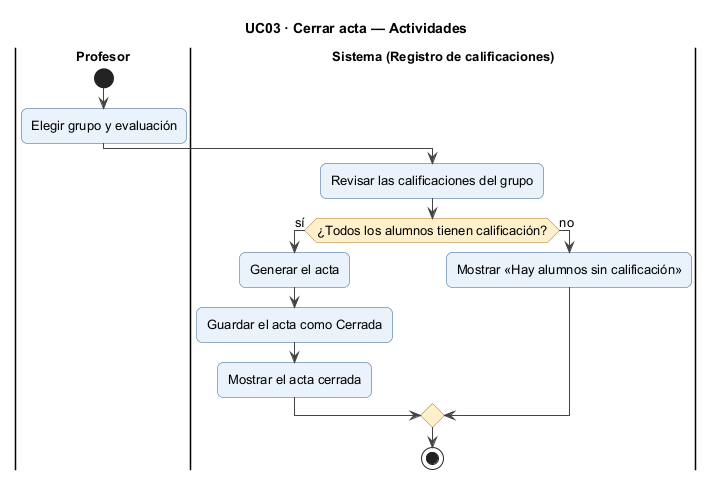 UC03 · Cerrar acta — Actividades
Profesor
Sistema (Registro de calificaciones)
Elegir grupo y evaluación
Revisar las calificaciones del grupo
¿Todos los alumnos tienen calificación?
sí
no
Generar el acta
Mostrar «Hay alumnos sin calificación»
Guardar el acta como Cerrada
Mostrar el acta cerrada